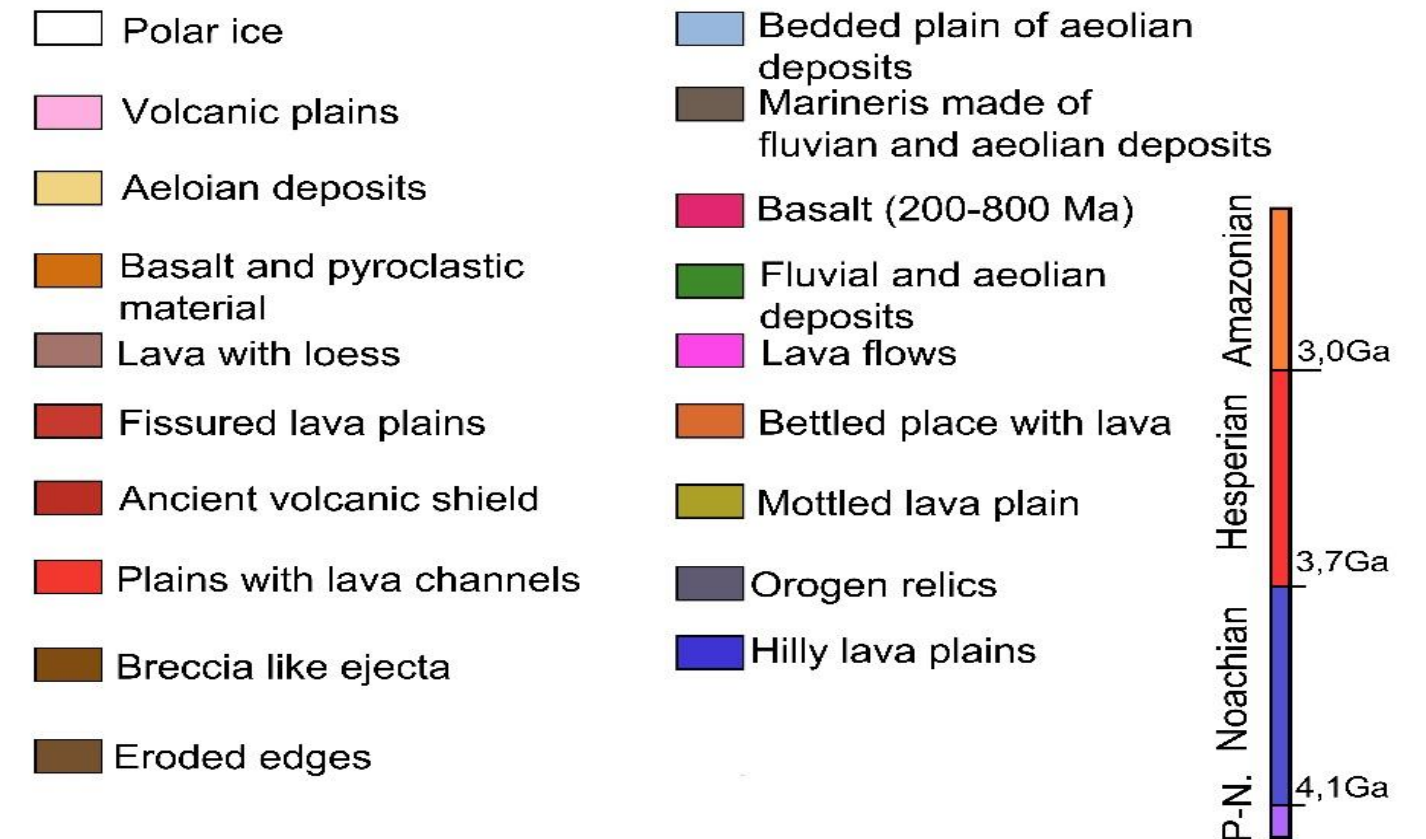 Polar ice
Volcanic plains
Aeloian deposits
Basalt and pyroclastic
material
Lava with loess
Fissured lava plains
Ancient volcanic shield
Plains with lava channels
Breccia like ejecta
Eroded edges
Bedded plain of aeolian
deposits
Marineris made of
fluvian and aeolian deposits
Basalt (200-800 Ma)
Fluvial and aeolian
deposits
Lava flows
Bettled place with lava
Mottled lava plain
Orogen relics
Hilly lava plains
Amazonian
3,0Ga
Hesperian
3,7Ga
Noachian
4,1Ga
P-N.